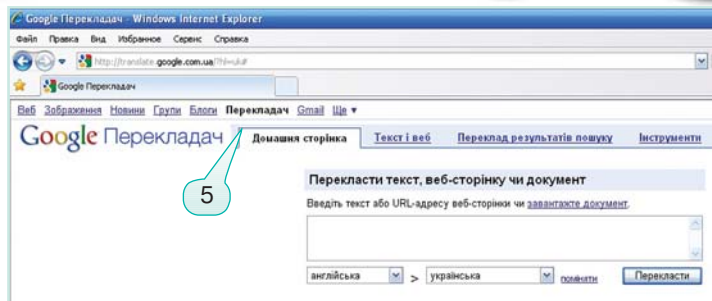 Google Перекладач - Windows Internet Explorer
Файл Правка Вид Избранное Сервис Справка
http://translate.google.com.ua/?hl=uk#
Google Перекладач
Веб Зображення Новини Групи Блоги Перекладач Gmail Ще ▼
Google Перекладач Домашня сторінка Текст і веб Переклад результатів пошуку Інструменти
5
Перекласти текст, веб-сторінку чи документ
Введіть текст або URL-адресу веб-сторінки чи завантажте документ.
англійська > українська поміняти Перекласти